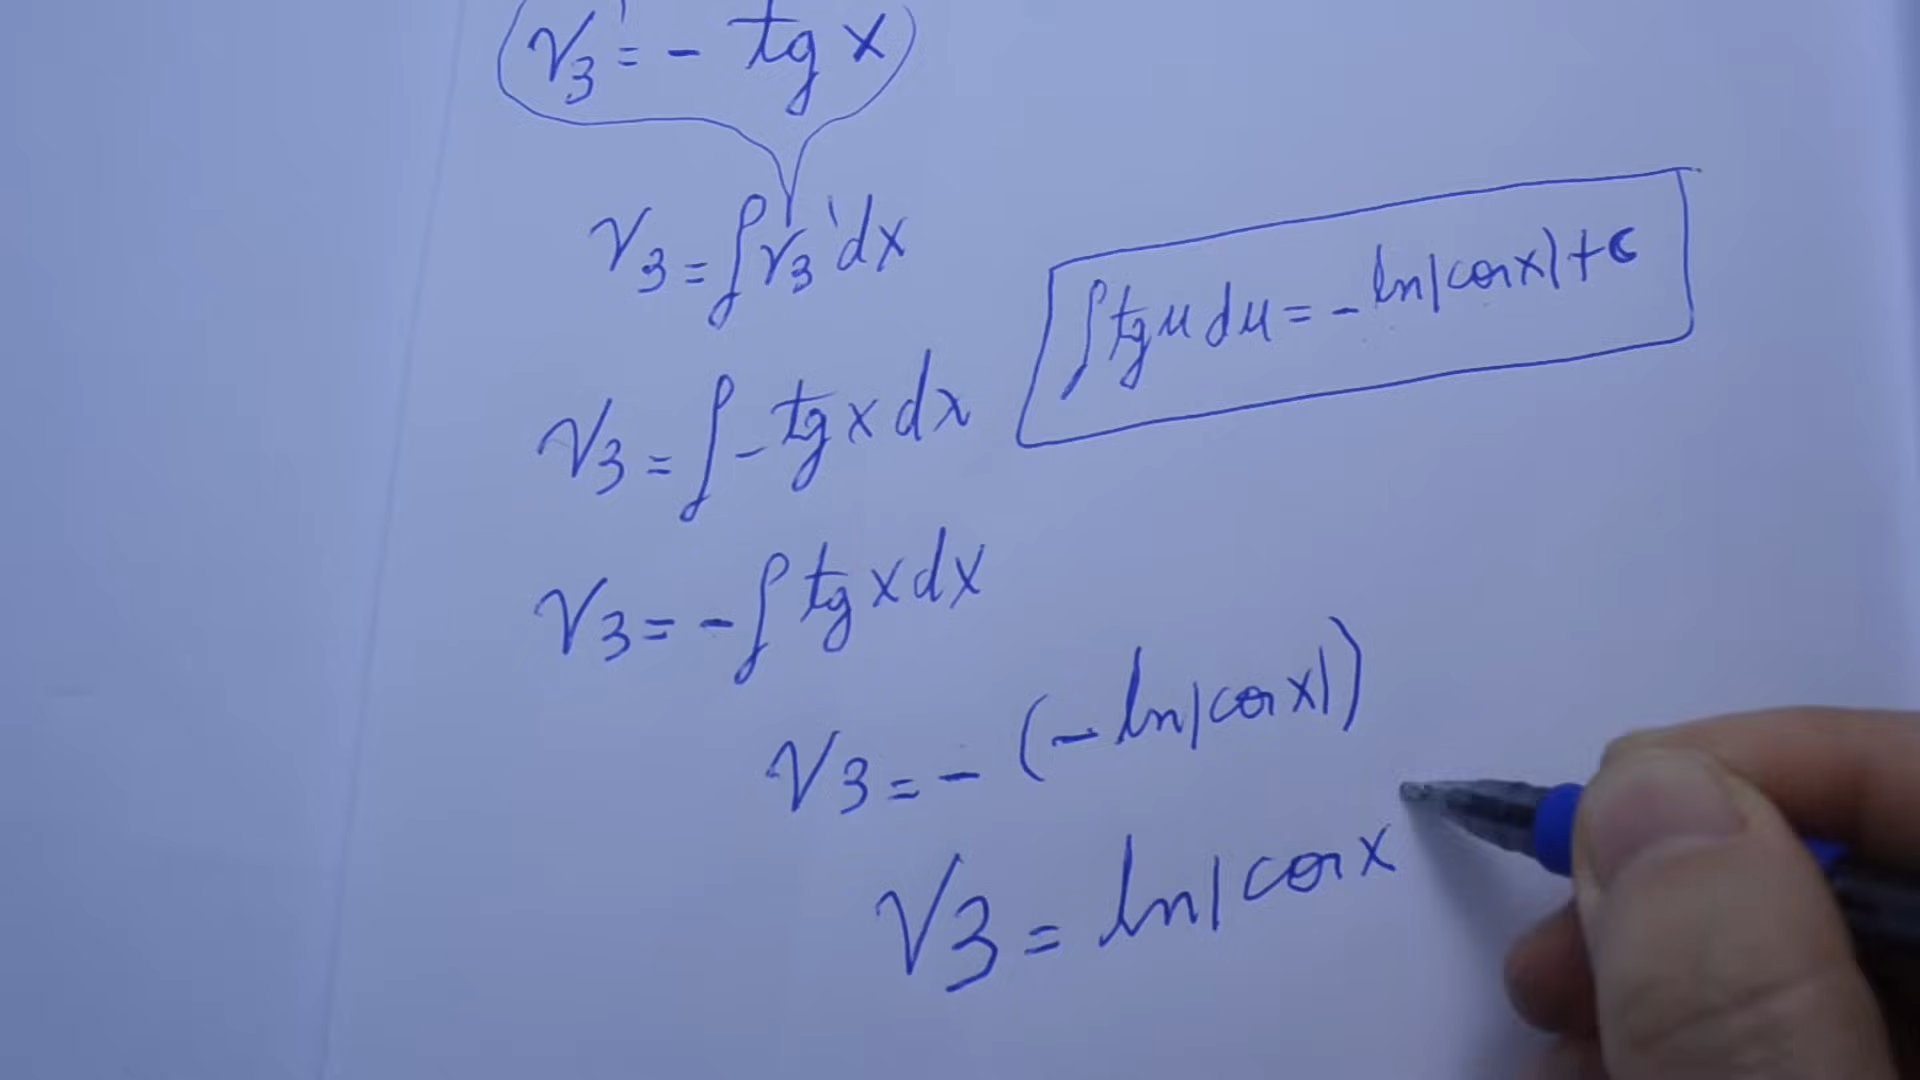 V₃' = - tg x
V₃ = ∫V₃'dx
∫tg u du = - ln|cos x| + c
V₃ = ∫- tg x dx
V₃ = - ∫ tg x dx
V₃ = - (- ln|cos x|)
V₃ = ln|cos x